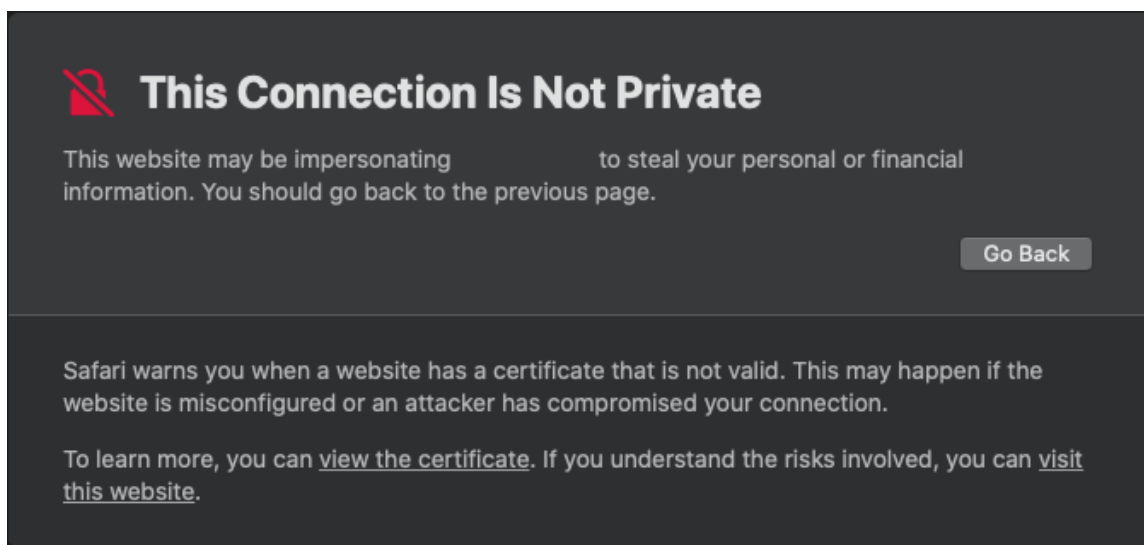 This Connection Is Not Private
This website may be impersonating to steal your personal or financial
information. You should go back to the previous page.
Go Back
Safari warns you when a website has a certificate that is not valid. This may happen if the
website is misconfigured or an attacker has compromised your connection.
To learn more, you can view the certificate. If you understand the risks involved, you can visit
this website.